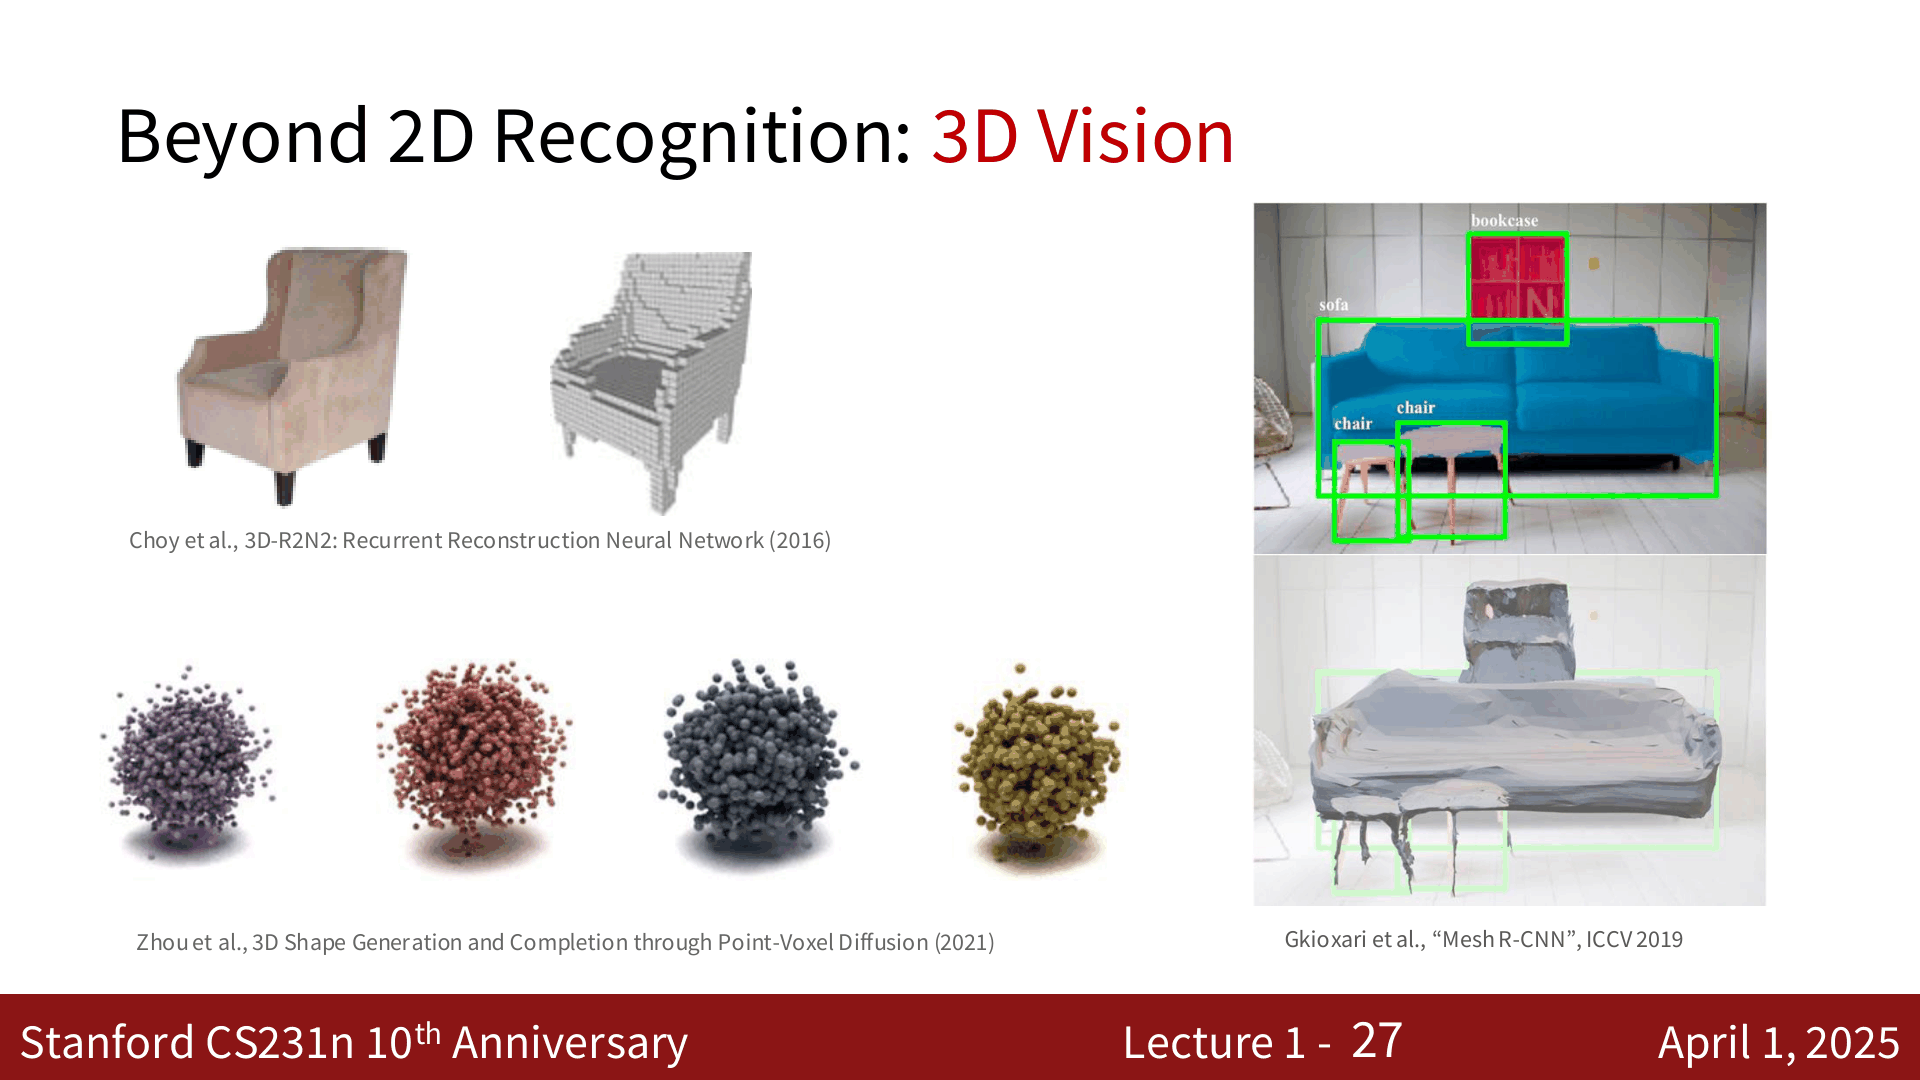 Beyond 2D Recognition: 3D Vision
bookcase
sofa
chair
chair
Choy et al., 3D-R2N2: Recurrent Reconstruction Neural Network (2016)
Zhou et al., 3D Shape Generation and Completion through Point-Voxel Diffusion (2021)
Gkioxari et al., “Mesh R-CNN”, ICCV 2019
Stanford CS231n 10th Anniversary
Lecture 1 - 27
April 1, 2025